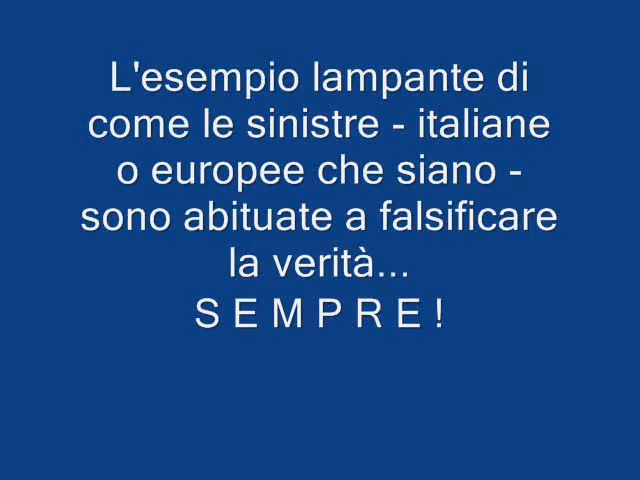 L'esempio lampante di
come le sinistre - italiane
o europee che siano -
sono abituate a falsificare
la verità...
S E M P R E !